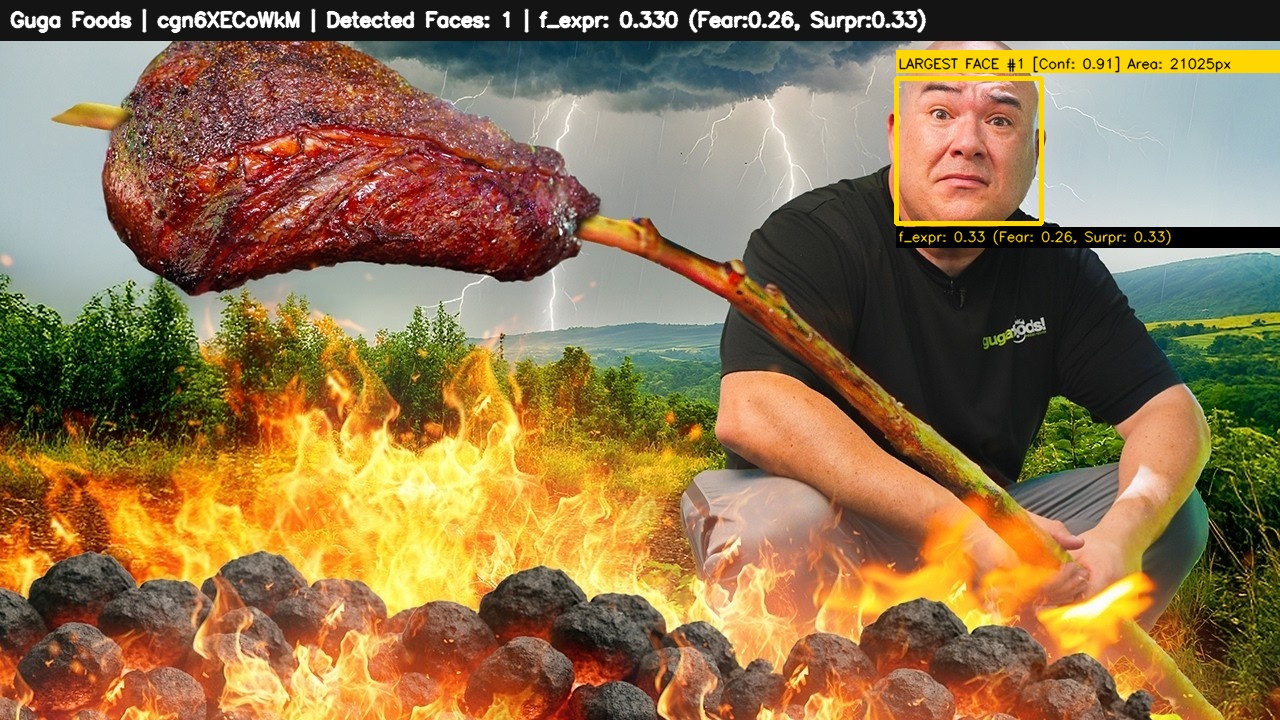 Guga Foods | cgn6XECoWkM | Detected Faces: 1 | f_expr: 0.330 (Fear:0.26, Surpr:0.33)
LARGEST FACE #1 [Conf: 0.91] Area: 21025px
f_expr: 0.33 (Fear: 0.26, Surpr: 0.33)
gugafoods!